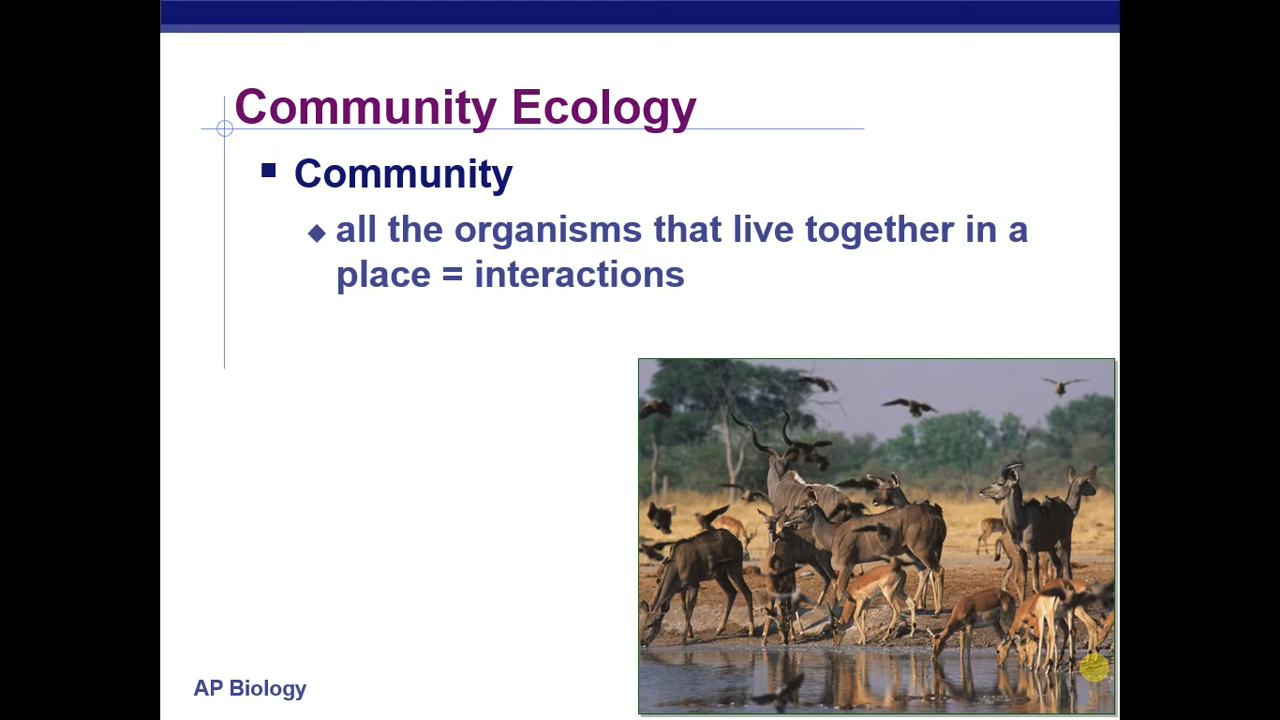 Community Ecology
Community
all the organisms that live together in a
place = interactions
AP Biology